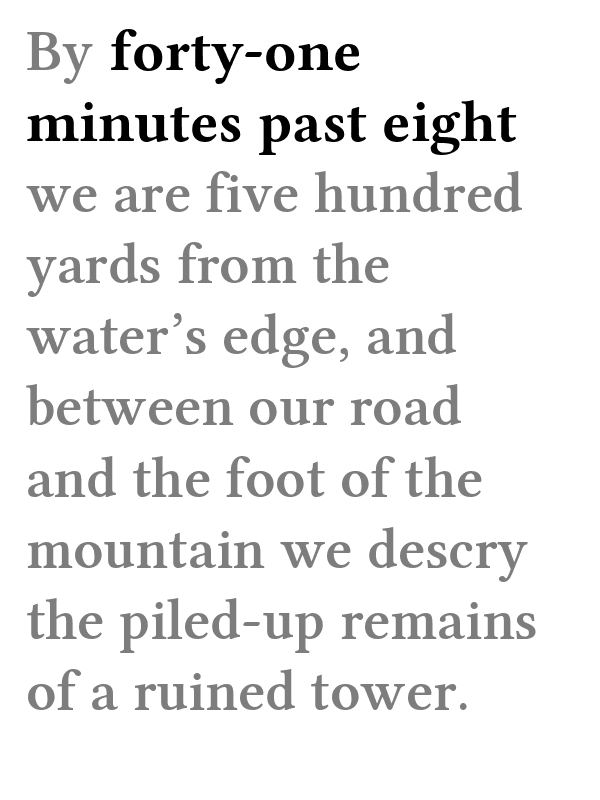 By forty-one
minutes past eight
we are five hundred
yards from the
water’s edge, and
between our road
and the foot of the
mountain we descry
the piled-up remains
of a ruined tower.